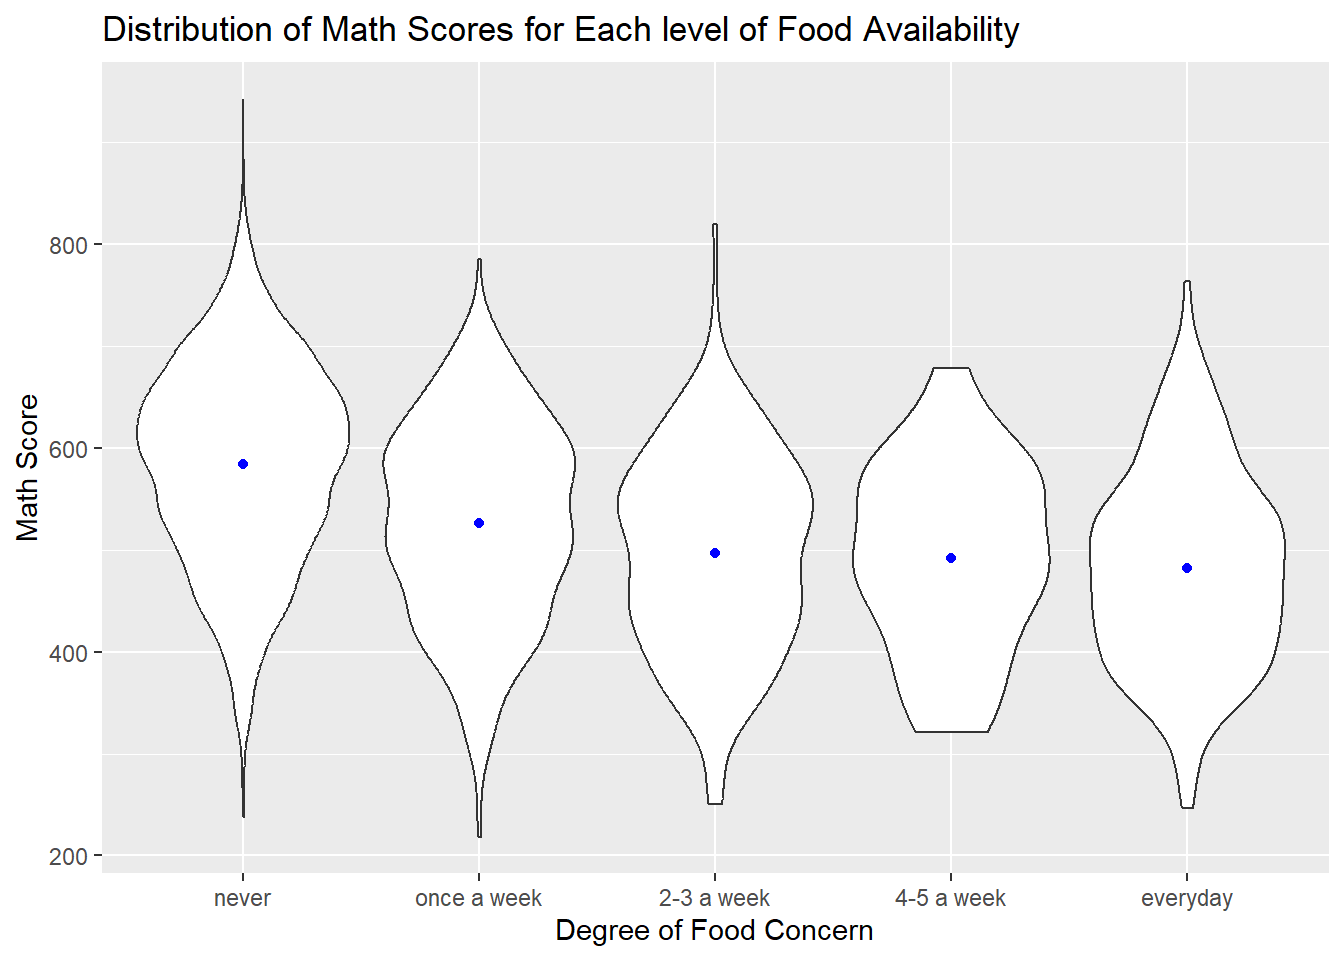 Distribution of Math Scores for Each level of Food Availability
Math Score
800
600
400
200
never
once a week
2-3 a week
4-5 a week
everyday
Degree of Food Concern